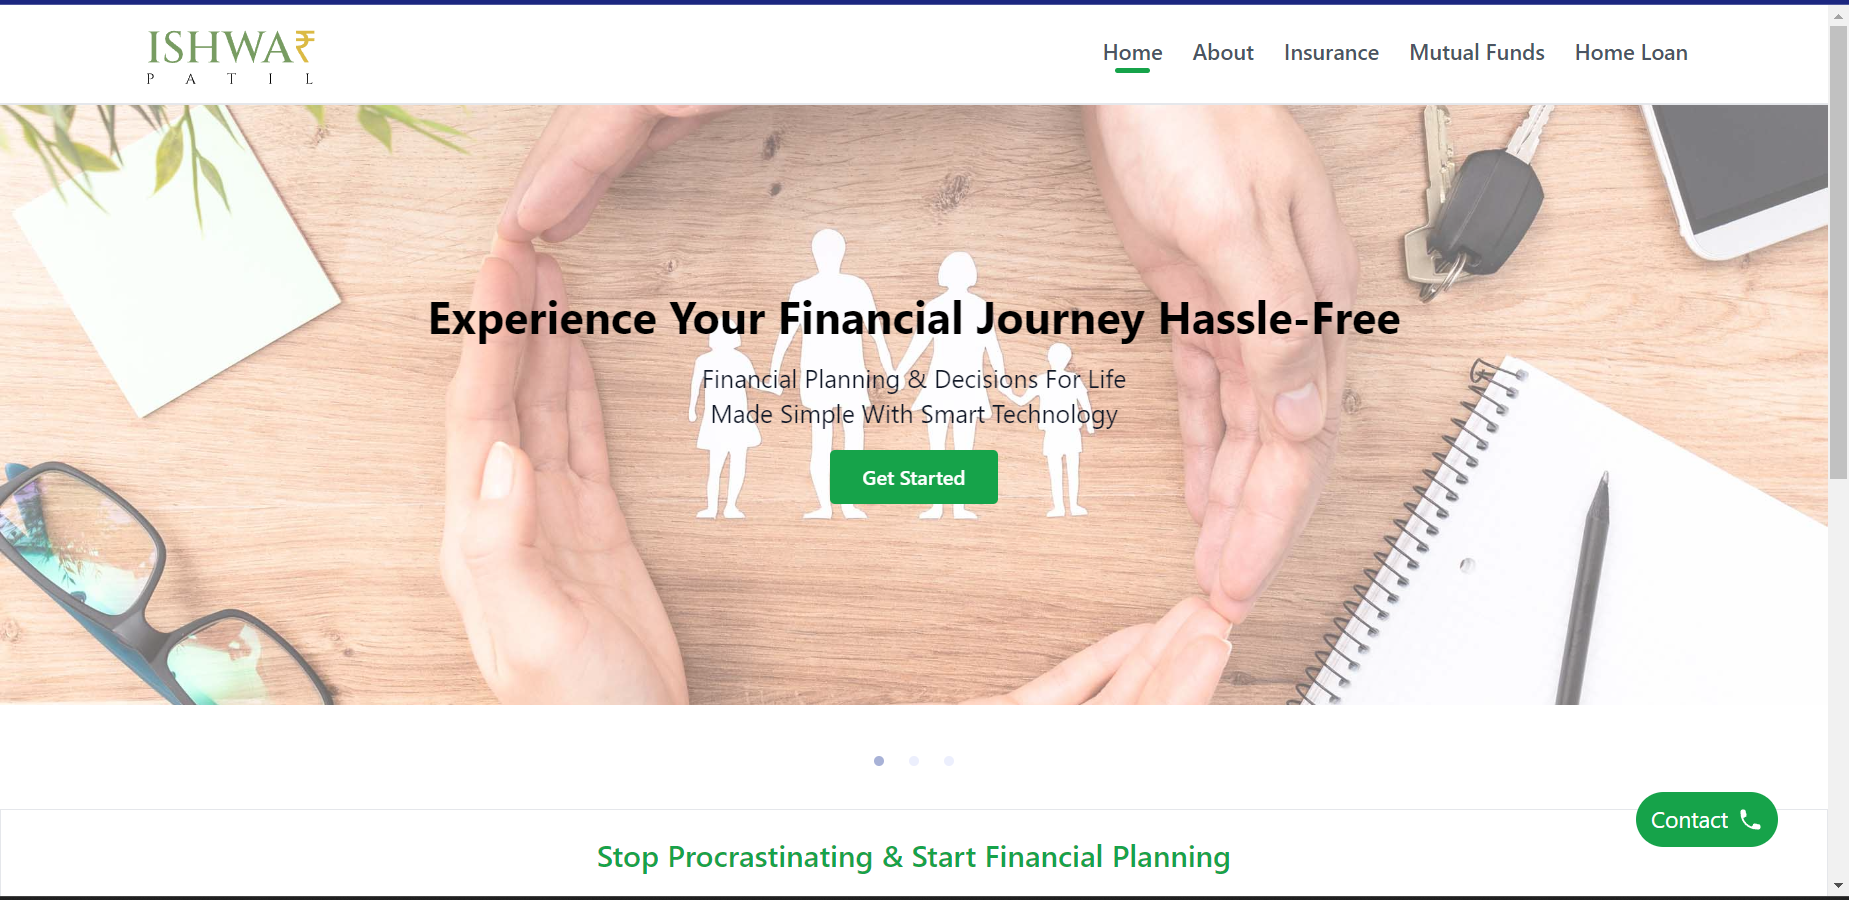 ISHWA₹
PATIL
Home About Insurance Mutual Funds Home Loan
Experience Your Financial Journey Hassle-Free
Financial Planning & Decisions For Life
Made Simple With Smart Technology
Get Started
Contact
Stop Procrastinating & Start Financial Planning